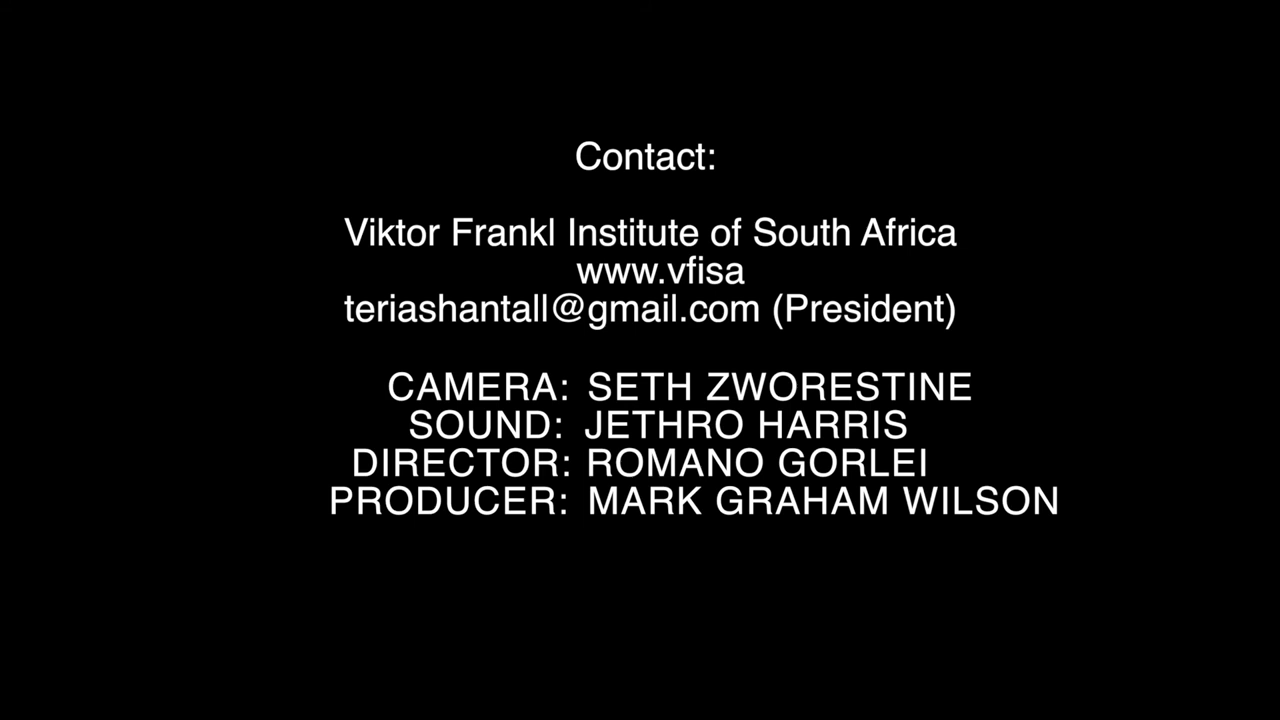 Contact:
Viktor Frankl Institute of South Africa
www.vfisa
teriashantall@gmail.com (President)
CAMERA: SETH ZWORESTINE
SOUND: JETHRO HARRIS
DIRECTOR: ROMANO GORLEI
PRODUCER: MARK GRAHAM WILSON